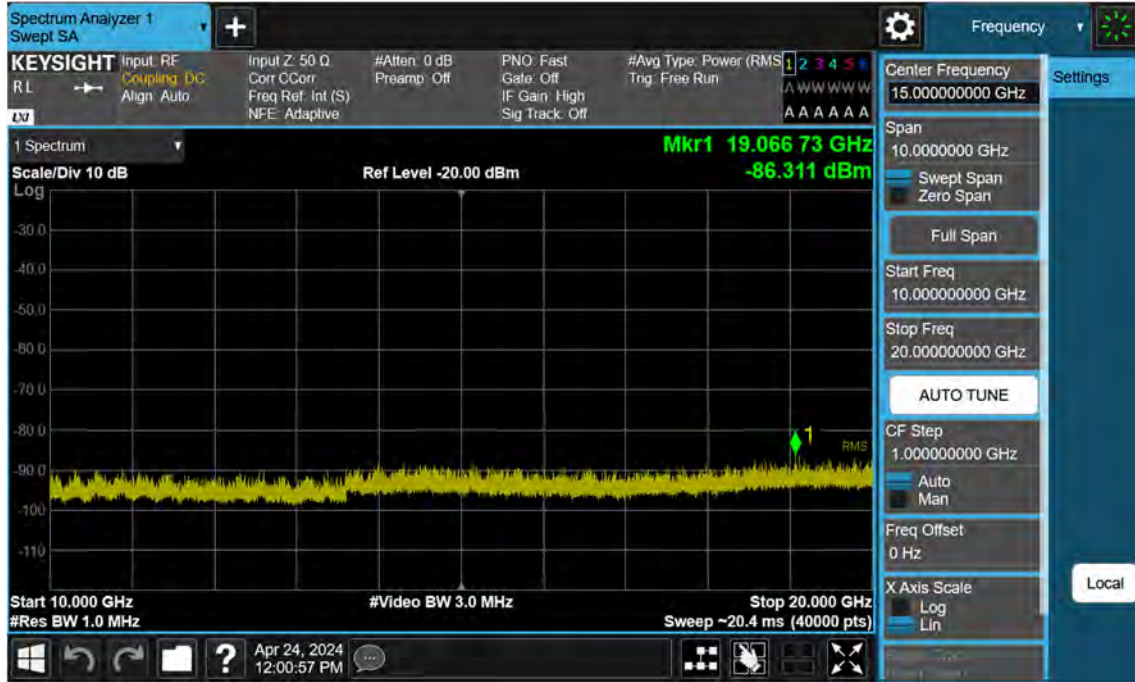 Spectrum Analyzer 1
Swept SA
Frequency
KEYSIGHT
Input: RF
Input Z: 50 Ω
#Atten: 0 dB
PNO: Fast
#Avg Type: Power (RMS
1 2 3 4 5 6
R L
Coupling: DC
Corr CCorr
Preamp: Off
Gate: Off
Trig: Free Run
A W W W W W
Align: Auto
Freq Ref: Int (S)
IF Gain: High
LXI
NFE: Adaptive
Sig Track: Off
A A A A A A
1 Spectrum
Mkr1 19.066 73 GHz
Scale/Div 10 dB
Ref Level -20.00 dBm
-86.311 dBm
Log
-30.0
-40.0
-50.0
-60.0
-70.0
-80.0
-90.0
-100
-110
1
RMS
Start 10.000 GHz
#Video BW 3.0 MHz
Stop 20.000 GHz
#Res BW 1.0 MHz
Sweep ~20.4 ms (40000 pts)
Center Frequency
15.000000000 GHz
Settings
Span
10.0000000 GHz
Swept Span
Zero Span
Full Span
Start Freq
10.000000000 GHz
Stop Freq
20.000000000 GHz
AUTO TUNE
CF Step
1.000000000 GHz
Auto
Man
Freq Offset
0 Hz
X Axis Scale
Log
Lin
Local
?
Apr 24, 2024
12:00:57 PM